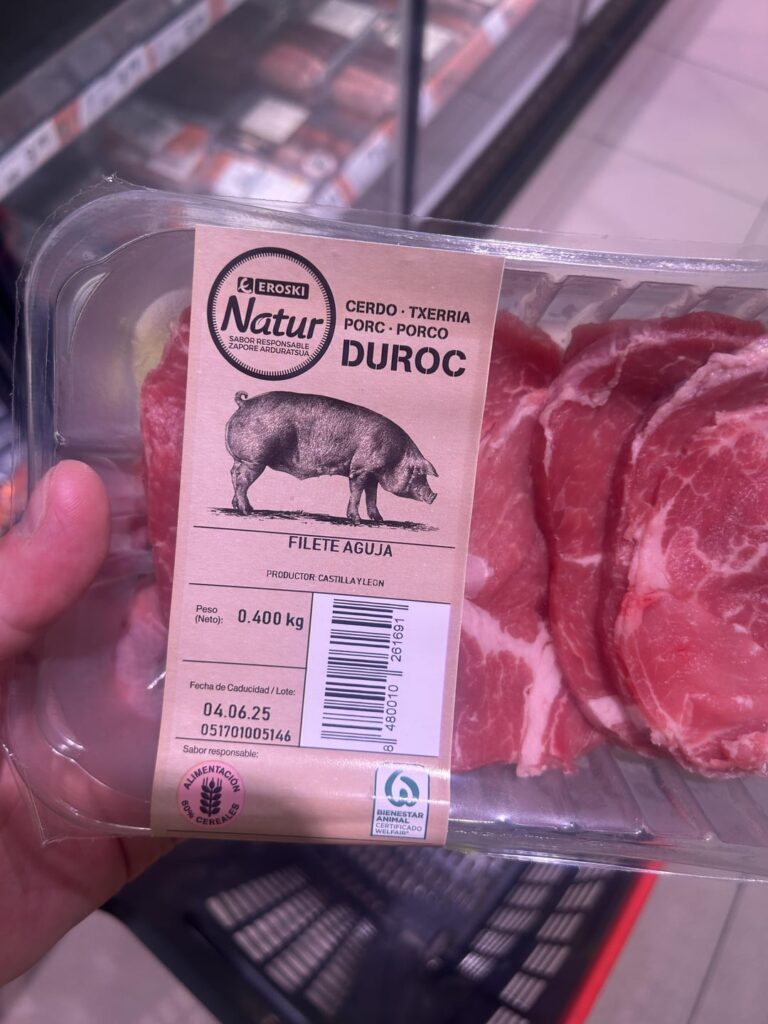 EROSKI
Natur
SABOR RESPONSABLE
ZAPORE ARDURATSUA
CERDO · TXERRIA
PORC · PORCO
DUROC
FILETE AGUJA
PRODUCTOR: CASTILLA Y LEON
Peso
(Neto): 0.400 kg
8 480010 261691
Fecha de Caducidad / Lote:
04.06.25
051701005146
Sabor responsable:
ALIMENTACIÓN
60% CEREALES
BIENESTAR
ANIMAL
CERTIFICADO
WELFAIR